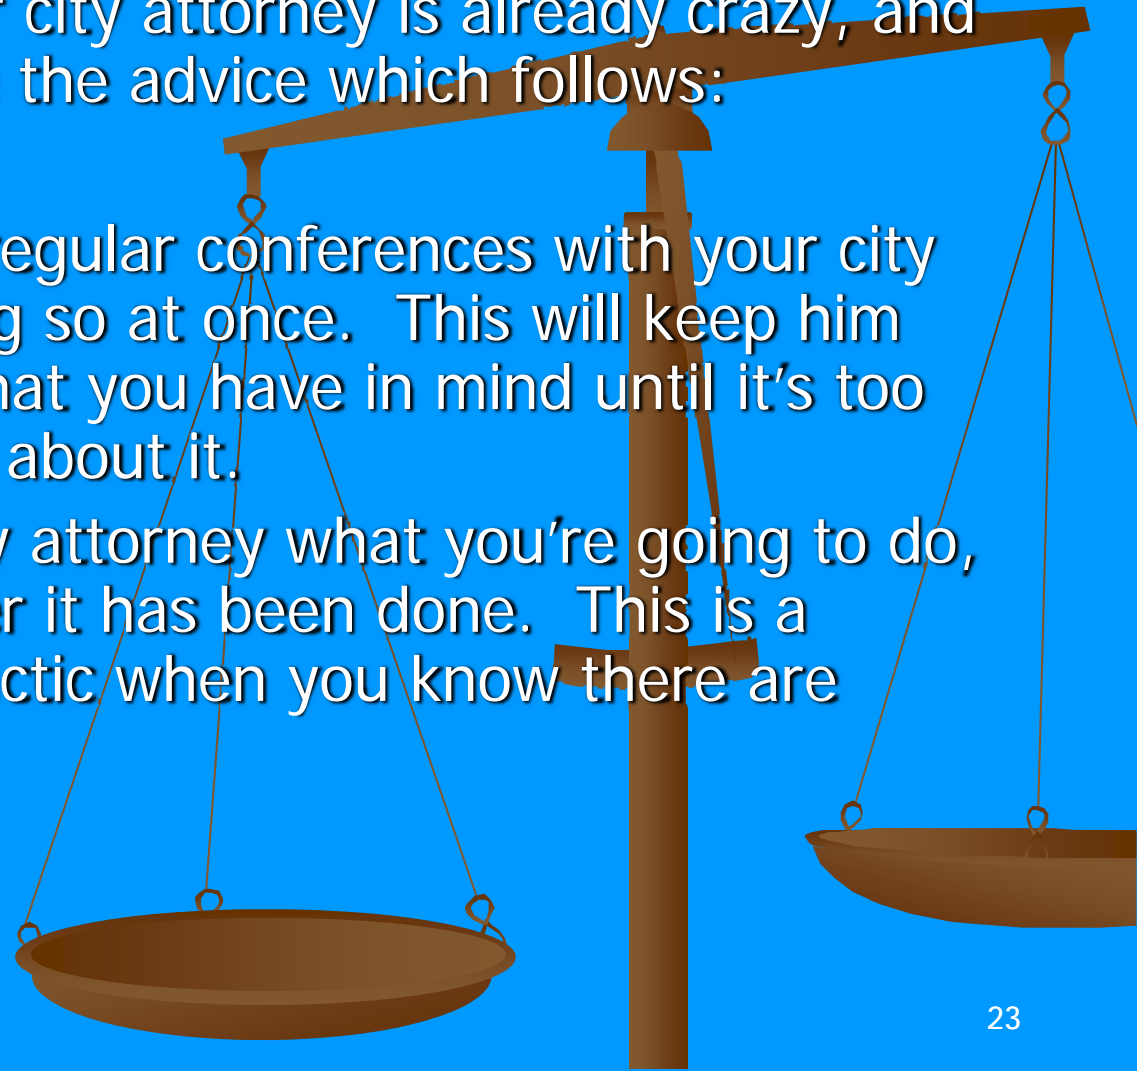 city attorney is already crazy, and
the advice which follows:
egular conferences with your city
g so at once.  This will keep him
hat you have in mind until it's too
about it.
y attorney what you're going to do,
r it has been done.  This is a
ctic when you know there are
23